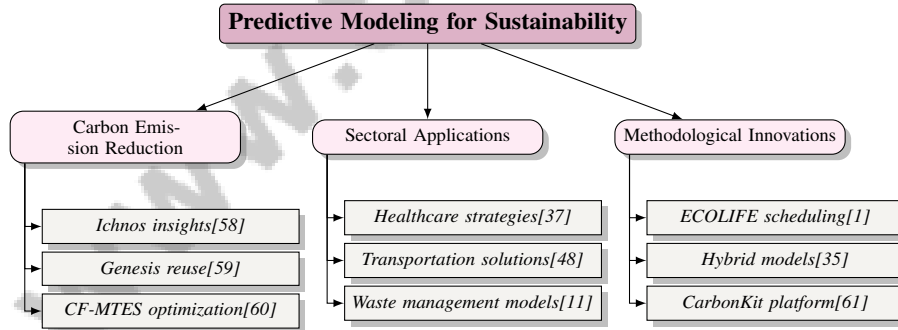 Predictive Modeling for Sustainability
Carbon Emis-
sion Reduction
Ichnos insights[58]
Genesis reuse[59]
CF-MTES optimization[60]
Sectoral Applications
Healthcare strategies[37]
Transportation solutions[48]
Waste management models[11]
Methodological Innovations
ECOLIFE scheduling[1]
Hybrid models[35]
CarbonKit platform[61]
www.